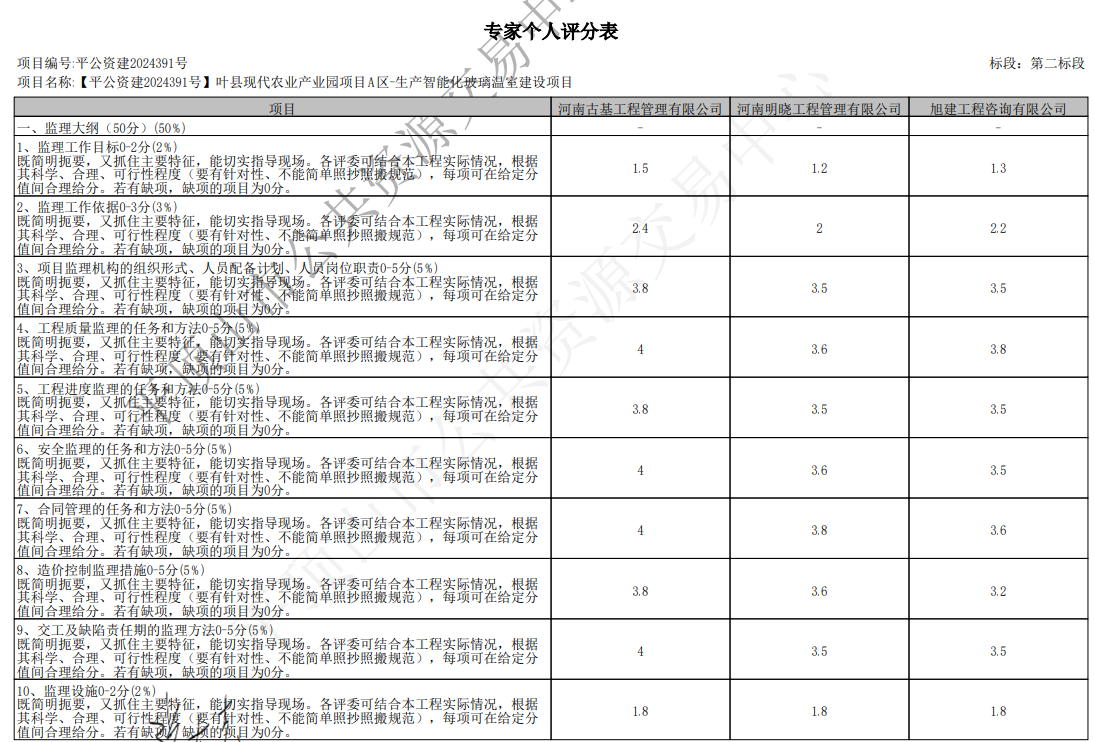 专家个人评分表
项目编号:平公资建2024391号
标段：第二标段
项目名称:【平公资建2024391号】叶县现代农业产业园项目A区-生产智能化玻璃温室建设项目
项目 河南古基工程管理有限公司 河南明晓工程管理有限公司 旭建工程咨询有限公司
一、监理大纲（50分）(50%) - - -
1、监理工作目标0-2分(2%)
既简明扼要，又抓住主要特征，能切实指导现场。各评委可结合本工程实际情况，根据
其科学、合理、可行性程度（要有针对性、不能简单照抄照搬规范），每项可在给定分
值间合理给分。若有缺项，缺项的项目为0分。
1.5 1.2 1.3
2、监理工作依据0-3分(3%)
既简明扼要，又抓住主要特征，能切实指导现场。各评委可结合本工程实际情况，根据
其科学、合理、可行性程度（要有针对性、不能简单照抄照搬规范），每项可在给定分
值间合理给分。若有缺项，缺项的项目为0分。
2.4 2 2.2
3、项目监理机构的组织形式、人员配备计划、人员岗位职责0-5分(5%)
既简明扼要，又抓住主要特征，能切实指导现场。各评委可结合本工程实际情况，根据
其科学、合理、可行性程度（要有针对性、不能简单照抄照搬规范），每项可在给定分
值间合理给分。若有缺项，缺项的项目为0分。
3.8 3.5 3.5
4、工程质量监理的任务和方法0-5分(5%)
既简明扼要，又抓住主要特征，能切实指导现场。各评委可结合本工程实际情况，根据
其科学、合理、可行性程度（要有针对性、不能简单照抄照搬规范），每项可在给定分
值间合理给分。若有缺项，缺项的项目为0分。
4 3.6 3.8
5、工程进度监理的任务和方法0-5分(5%)
既简明扼要，又抓住主要特征，能切实指导现场。各评委可结合本工程实际情况，根据
其科学、合理、可行性程度（要有针对性、不能简单照抄照搬规范），每项可在给定分
值间合理给分。若有缺项，缺项的项目为0分。
3.8 3.5 3.5
6、安全监理的任务和方法0-5分(5%)
既简明扼要，又抓住主要特征，能切实指导现场。各评委可结合本工程实际情况，根据
其科学、合理、可行性程度（要有针对性、不能简单照抄照搬规范），每项可在给定分
值间合理给分。若有缺项，缺项的项目为0分。
4 3.6 3.5
7、合同管理的任务和方法0-5分(5%)
既简明扼要，又抓住主要特征，能切实指导现场。各评委可结合本工程实际情况，根据
其科学、合理、可行性程度（要有针对性、不能简单照抄照搬规范），每项可在给定分
值间合理给分。若有缺项，缺项的项目为0分。
4 3.8 3.6
8、造价控制监理措施0-5分(5%)
既简明扼要，又抓住主要特征，能切实指导现场。各评委可结合本工程实际情况，根据
其科学、合理、可行性程度（要有针对性、不能简单照抄照搬规范），每项可在给定分
值间合理给分。若有缺项，缺项的项目为0分。
3.8 3.6 3.2
9、交工及缺陷责任期的监理方法0-5分(5%)
既简明扼要，又抓住主要特征，能切实指导现场。各评委可结合本工程实际情况，根据
其科学、合理、可行性程度（要有针对性、不能简单照抄照搬规范），每项可在给定分
值间合理给分。若有缺项，缺项的项目为0分。
4 3.5 3.5
10、监理设施0-2分(2%)
既简明扼要，又抓住主要特征，能切实指导现场。各评委可结合本工程实际情况，根据
其科学、合理、可行性程度（要有针对性、不能简单照抄照搬规范），每项可在给定分
值间合理给分。若有缺项，缺项的项目为0分。
1.8 1.8 1.8
平顶山市公共资源交易中
顶山市公共资源交易中心